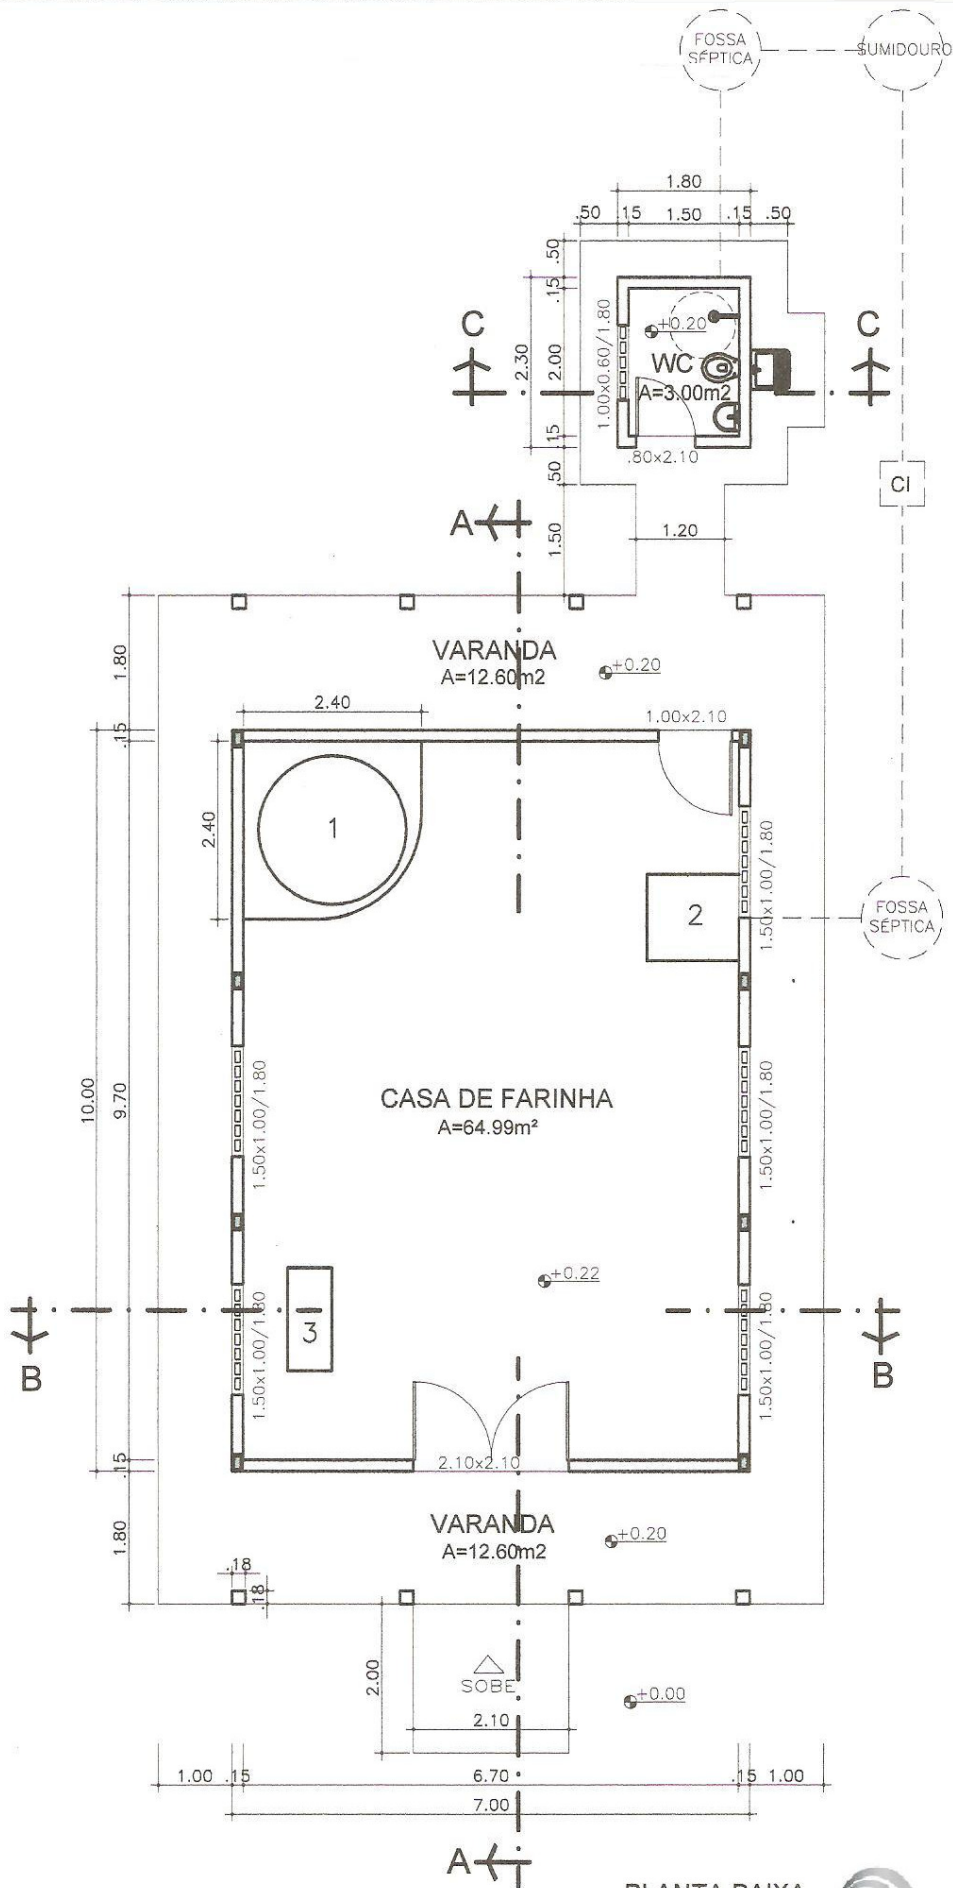 FOSSA
SÉPTICA
SUMIDOURO
1.80
.50 .15 1.50 .15 .50
.50
.15
2.30
2.00
1.00x0.60/1.80
+0.20
WC
A=3.00m2
C
C
.15
.80x2.10
.50
CI
A
1.50
1.20
1.80
VARANDA
A=12.60m2
+0.20
2.40
1.00x2.10
.15
2.40
1
1.50x1.00/1.80
2
FOSSA
SÉPTICA
10.00
9.70
CASA DE FARINHA
A=64.99m²
1.50x1.00/1.80
1.50x1.00/1.80
+0.22
B
3
1.50x1.00/1.80
1.50x1.00/1.80
B
.15
2.10x2.10
1.80
VARANDA
A=12.60m2
+0.20
.18
.18
2.00
SOBE
+0.00
2.10
1.00 .15 6.70 .15 1.00
7.00
A
PLANTA BAIXA